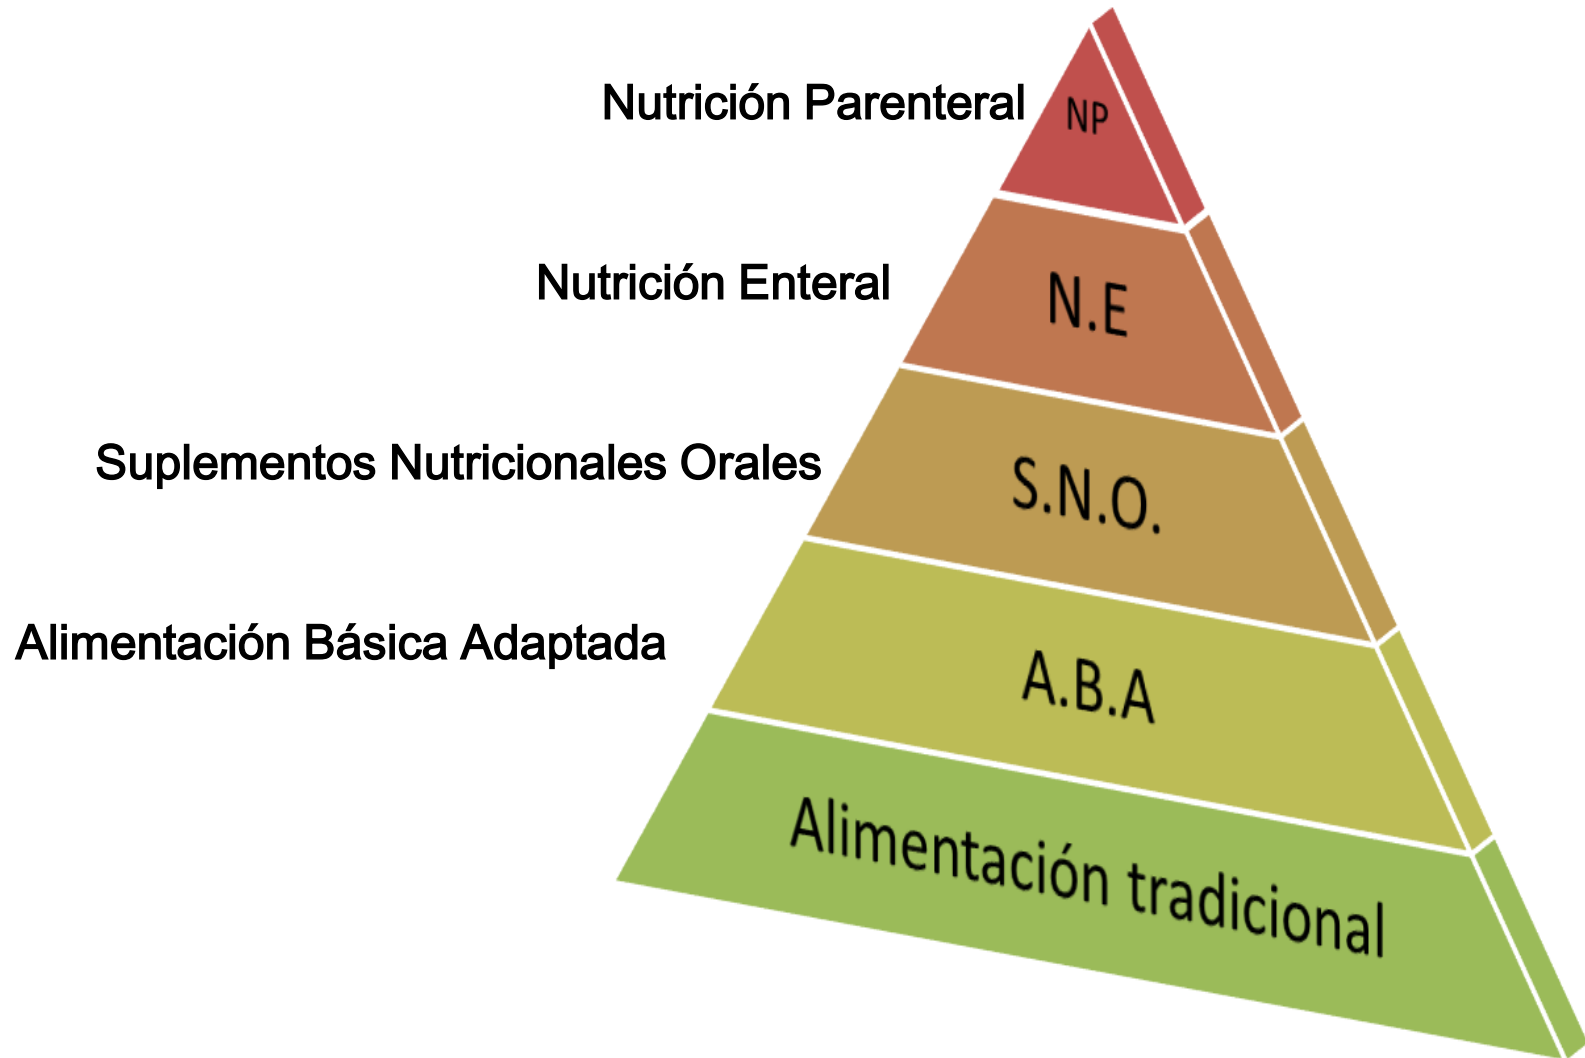 Nutrición Parenteral
NP
Nutrición Enteral
N.E
Suplementos Nutricionales Orales
S.N.O.
Alimentación Básica Adaptada
A.B.A
Alimentación tradicional